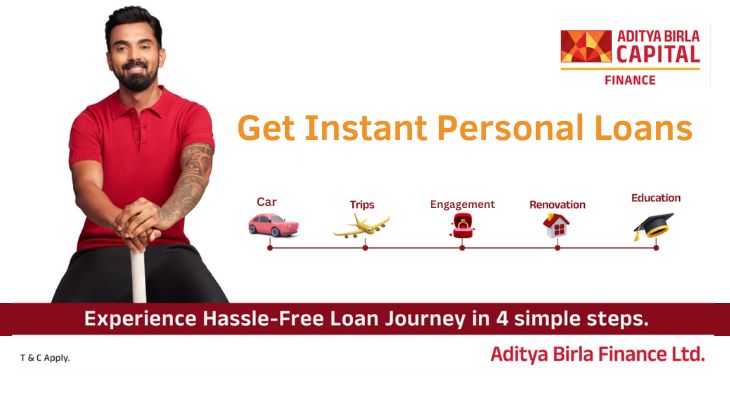 ADITYA BIRLA
CAPITAL
FINANCE
Get Instant Personal Loans
Car
Trips
Engagement
Renovation
Education
Experience Hassle-Free Loan Journey in 4 simple steps.
T & C Apply.
Aditya Birla Finance Ltd.